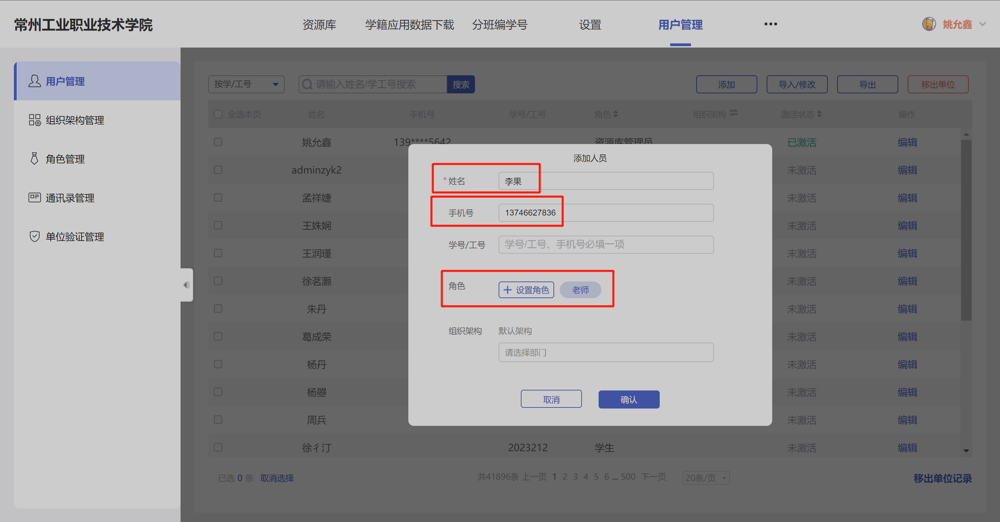 常州工业职业技术学院
资源库 学籍应用数据下载 分班编学号 设置 用户管理 ••• 姚允鑫
用户管理
组织架构管理
角色管理
通讯录管理
单位验证管理
按学/工号 请输入姓名/学工号搜索 搜索 添加 导入/修改 导出 移出单位
全选本页 姓名 手机号 学号/工号 角色 组织架构 激活状态 操作
姚允鑫 139****5642 资源库管理员 已激活 编辑
adminzyk2 未激活 编辑
孟祥婕 未激活 编辑
王姝娴 未激活 编辑
王润瑾 未激活 编辑
徐茗灏 未激活 编辑
朱丹 未激活 编辑
葛成荣 未激活 编辑
杨丹 未激活 编辑
杨曌 未激活 编辑
周兵 未激活 编辑
徐彳汀 2023212 学生 未激活 编辑
添加人员
* 姓名 李果
手机号 13746627836
学号/工号 学号/工号、手机号必填一项
角色 + 设置角色 老师
组织架构 默认架构
请选择部门
取消 确认
已选 0 条 取消选择 共41896条 上一页 1 2 3 4 5 6 ... 500 下一页 20条/页 移出单位记录